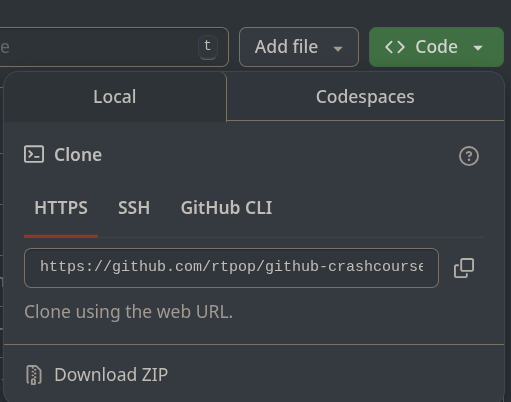 e
t
Add file
Code
Local
Codespaces
Clone
HTTPS
SSH
GitHub CLI
https://github.com/rtpop/github-crashcourse
Clone using the web URL.
Download ZIP